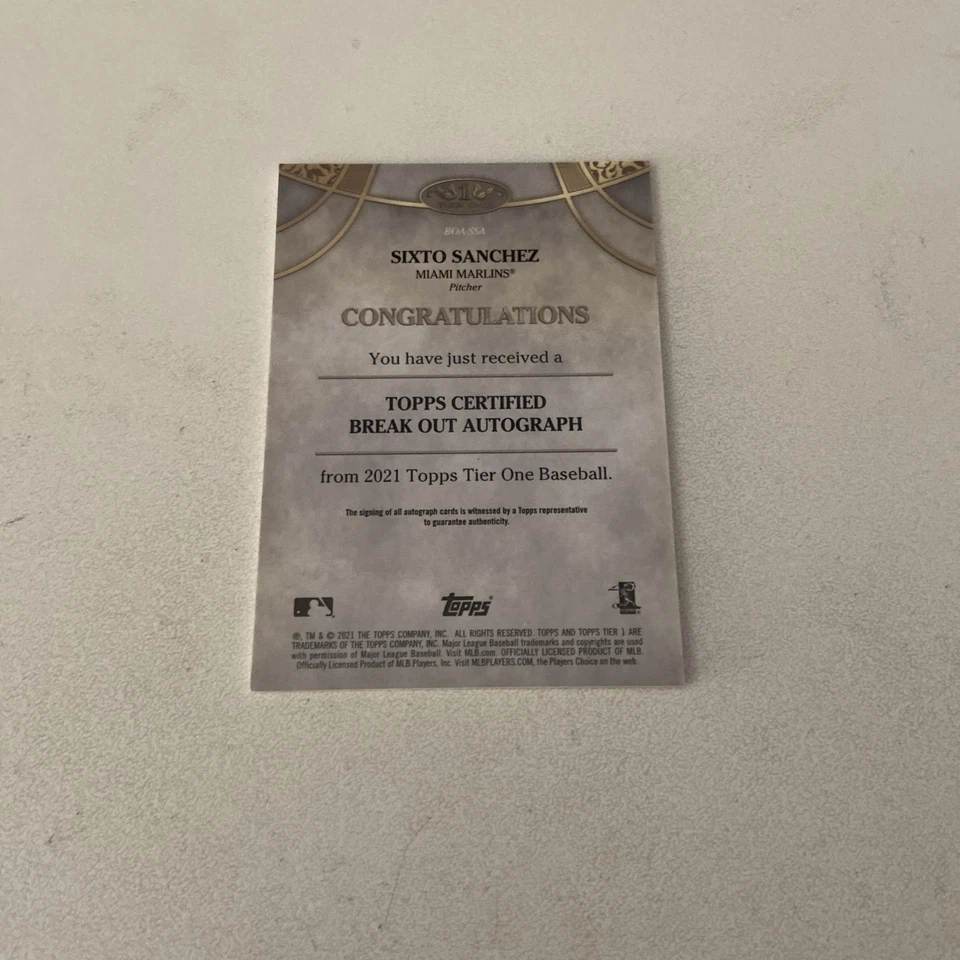 1
BOA-SSA
SIXTO SANCHEZ
MIAMI MARLINS®
Pitcher
CONGRATULATIONS
You have just received a
TOPPS CERTIFIED
BREAK OUT AUTOGRAPH
from 2021 Topps Tier One Baseball.
The signing of all autograph cards is witnessed by a Topps representative
to guarantee authenticity.
Topps®
®, TM & © 2021 THE TOPPS COMPANY, INC. ALL RIGHTS RESERVED. TOPPS AND TOPPS TIER 1 ARE
TRADEMARKS OF THE TOPPS COMPANY, INC. Major League Baseball trademarks and copyrights are used
with permission of Major League Baseball. Visit MLB.com. OFFICIALLY LICENSED PRODUCT OF MLB
Officially Licensed Product of MLB Players, Inc. Visit MLBPLAYERS.COM, the Players Choice on the web.